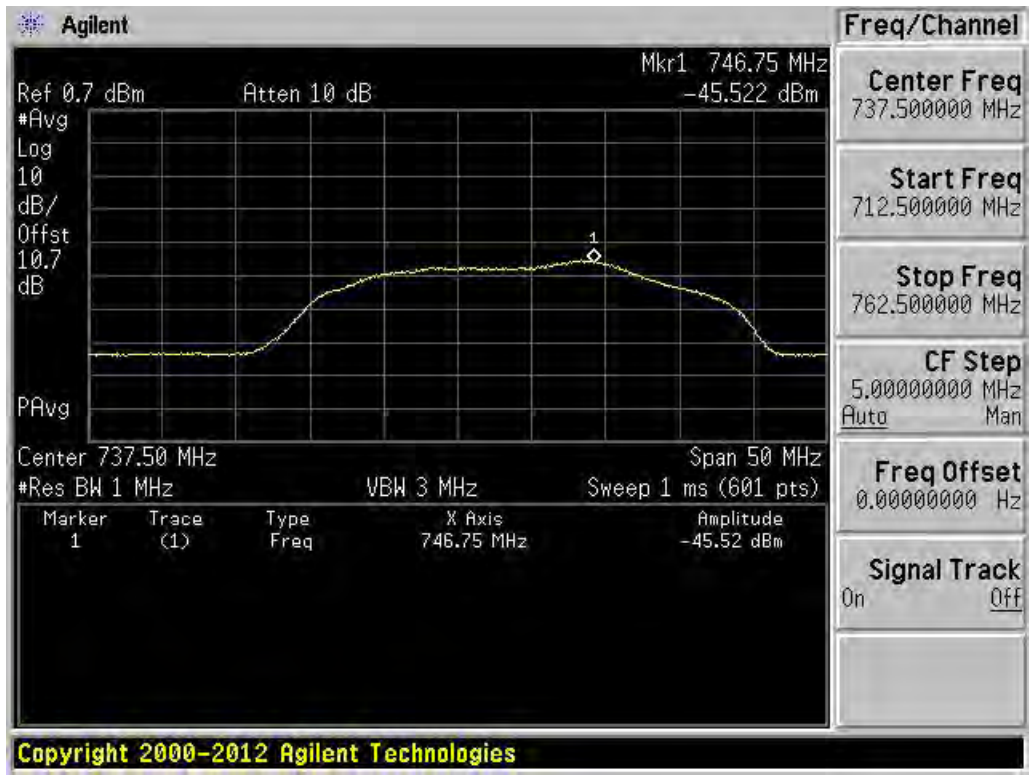 Agilent
Mkr1 746.75 MHz
Ref 0.7 dBm Atten 10 dB -45.522 dBm
#Avg
Log
10
dB/
Offst
10.7
dB
1
PAvg
Center 737.50 MHz Span 50 MHz
#Res BW 1 MHz VBW 3 MHz Sweep 1 ms (601 pts)
Marker Trace Type X Axis Amplitude
1 (1) Freq 746.75 MHz -45.52 dBm
Freq/Channel
Center Freq
737.500000 MHz
Start Freq
712.500000 MHz
Stop Freq
762.500000 MHz
CF Step
5.00000000 MHz
Auto Man
Freq Offset
0.00000000 Hz
Signal Track
On Off
Copyright 2000-2012 Agilent Technologies